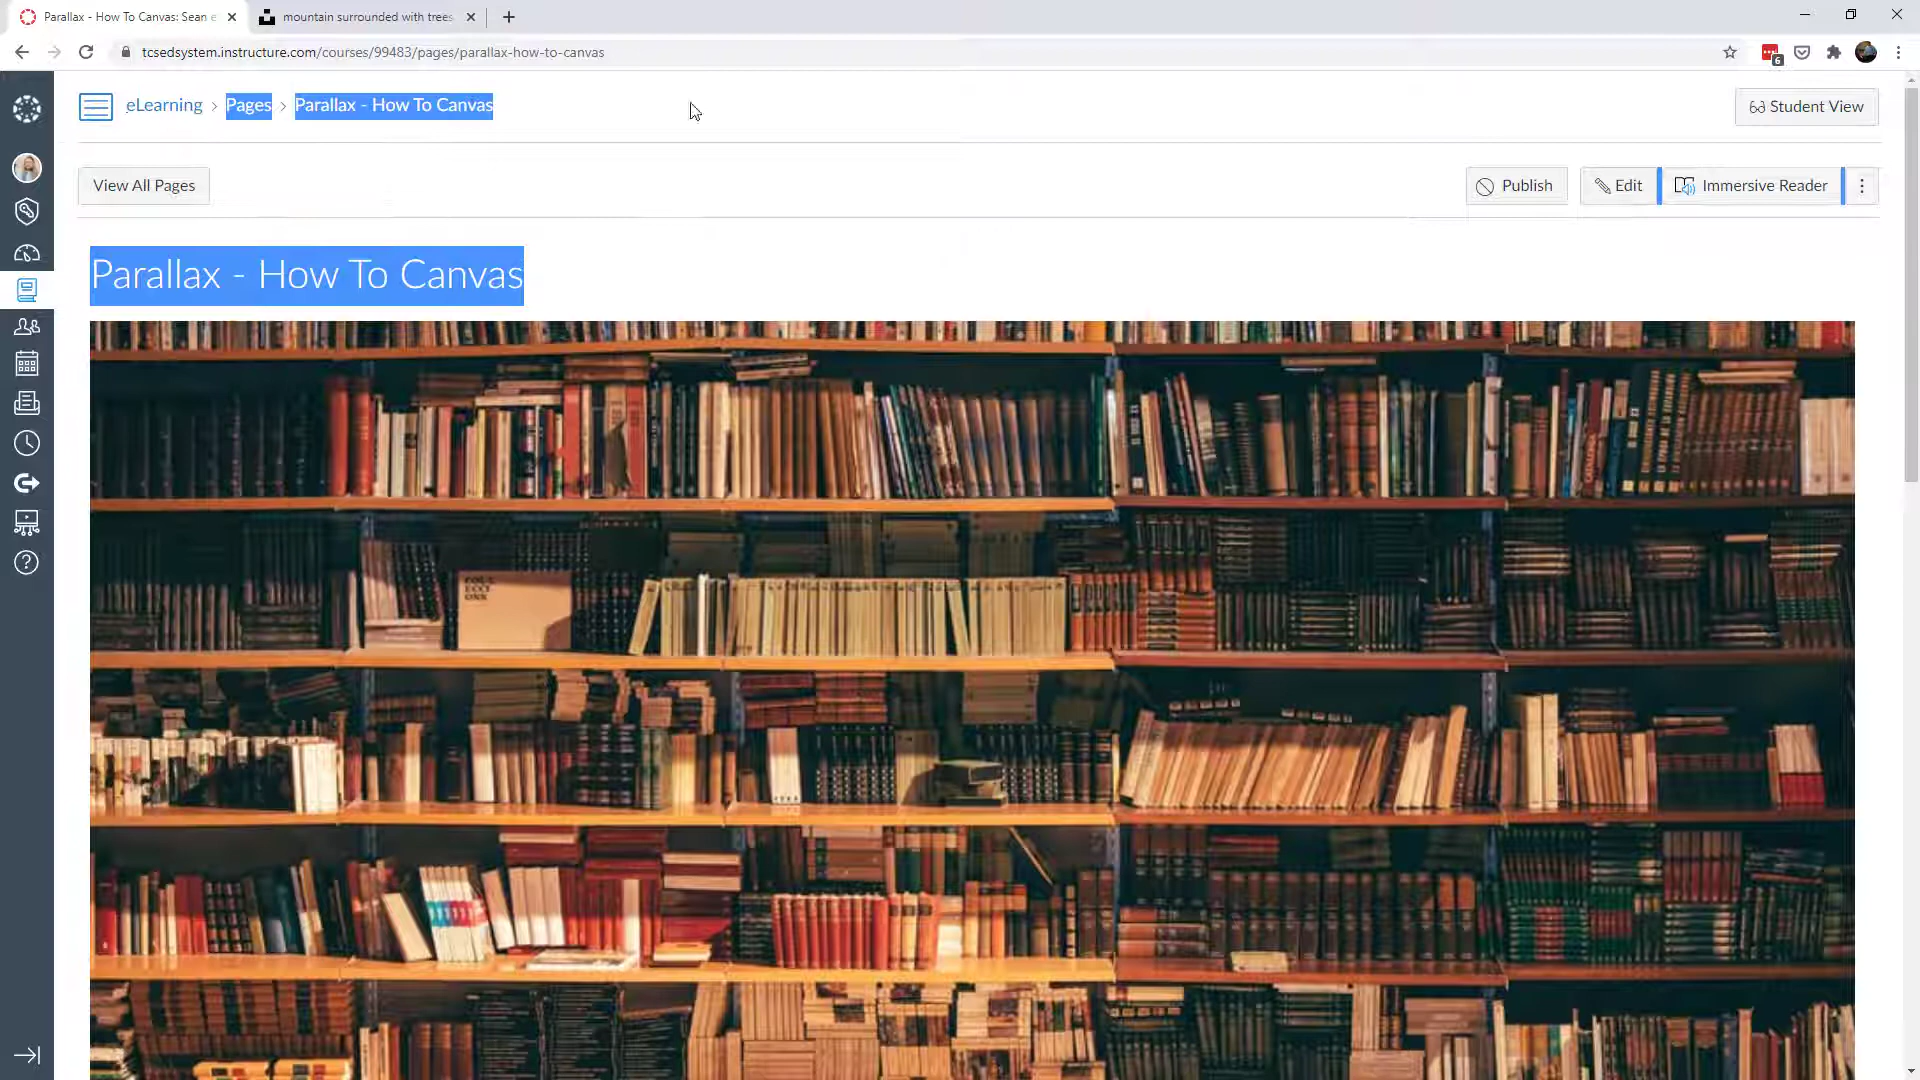 Parallax - How To Canvas: Sean e
mountain surrounded with trees
tcsedsystem.instructure.com/courses/99483/pages/parallax-how-to-canvas
6
eLearning › Pages › Parallax - How To Canvas
Student View
View All Pages
Publish
Edit
Immersive Reader
Parallax - How To Canvas